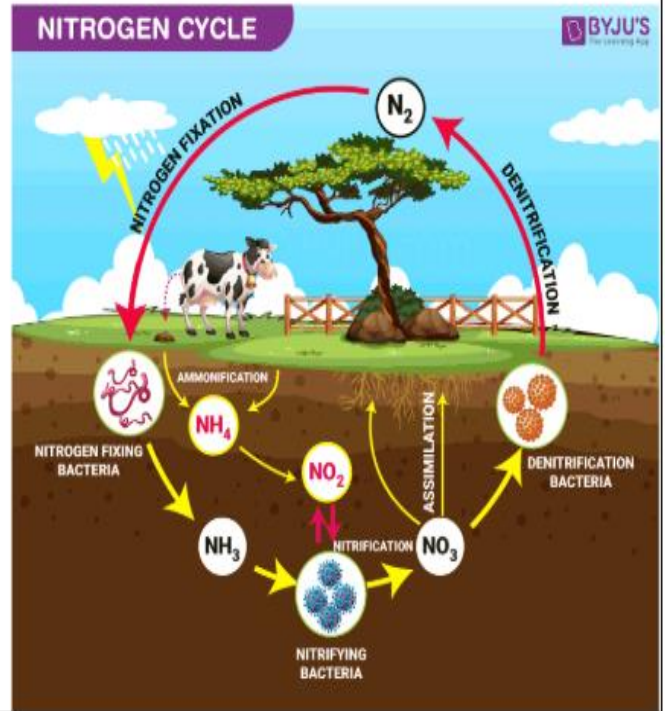 NITROGEN CYCLE
BYJU'S
The Learning App
N2
NITROGEN FIXATION
DENITRIFICATION
AMMONIFICATION
NH4
NITROGEN FIXING
BACTERIA
NO2
ASSIMILATION
DENITRIFICATION
BACTERIA
NH3
NITRIFICATION
NO3
NITRIFYING
BACTERIA